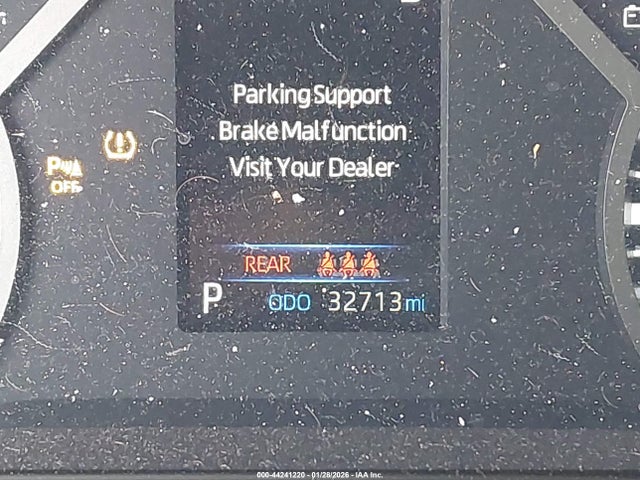 Parking Support
Brake Malfunction
Visit Your Dealer
P
OFF
REAR
P ODO 32713 mi
000-44241220 - 01/28/2026 - IAA Inc.